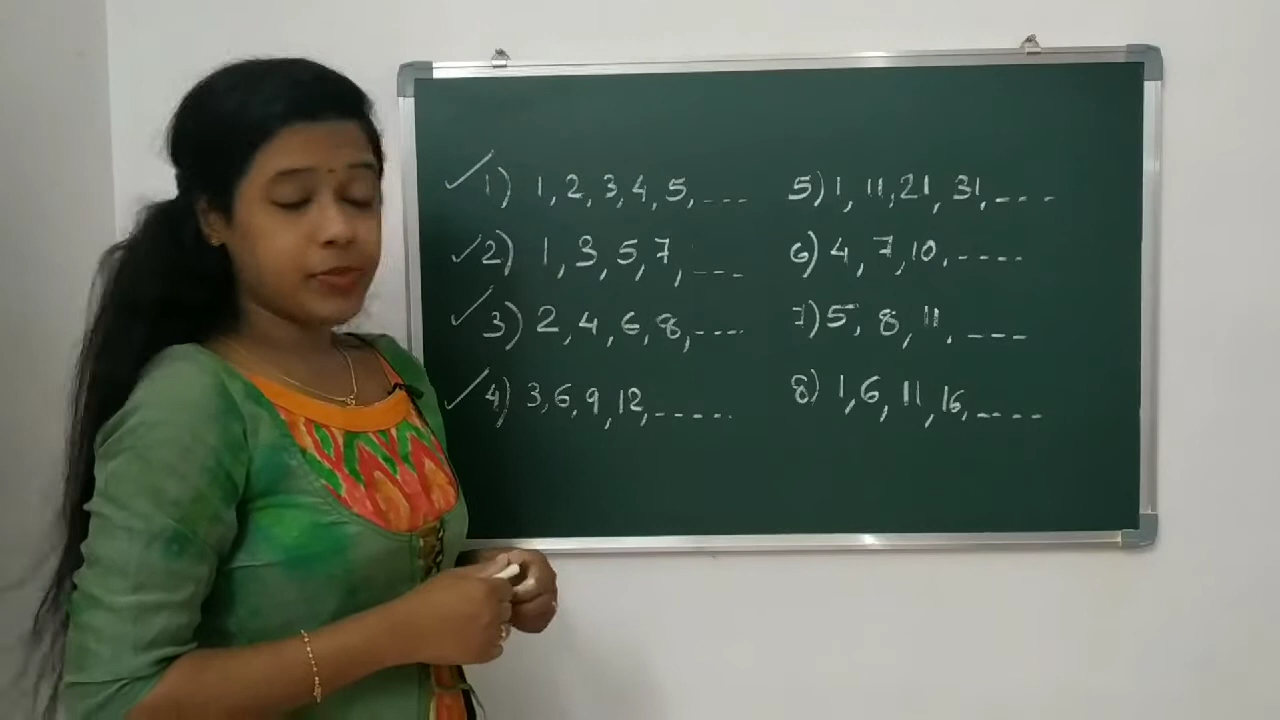 1) 1, 2, 3, 4, 5, ---
2) 1, 3, 5, 7, ---
3) 2, 4, 6, 8, ----
4) 3, 6, 9, 12, -----
5) 1, 11, 21, 31, ----
6) 4, 7, 10, ----
7) 5, 8, 11, ---
8) 1, 6, 11, 16, ----